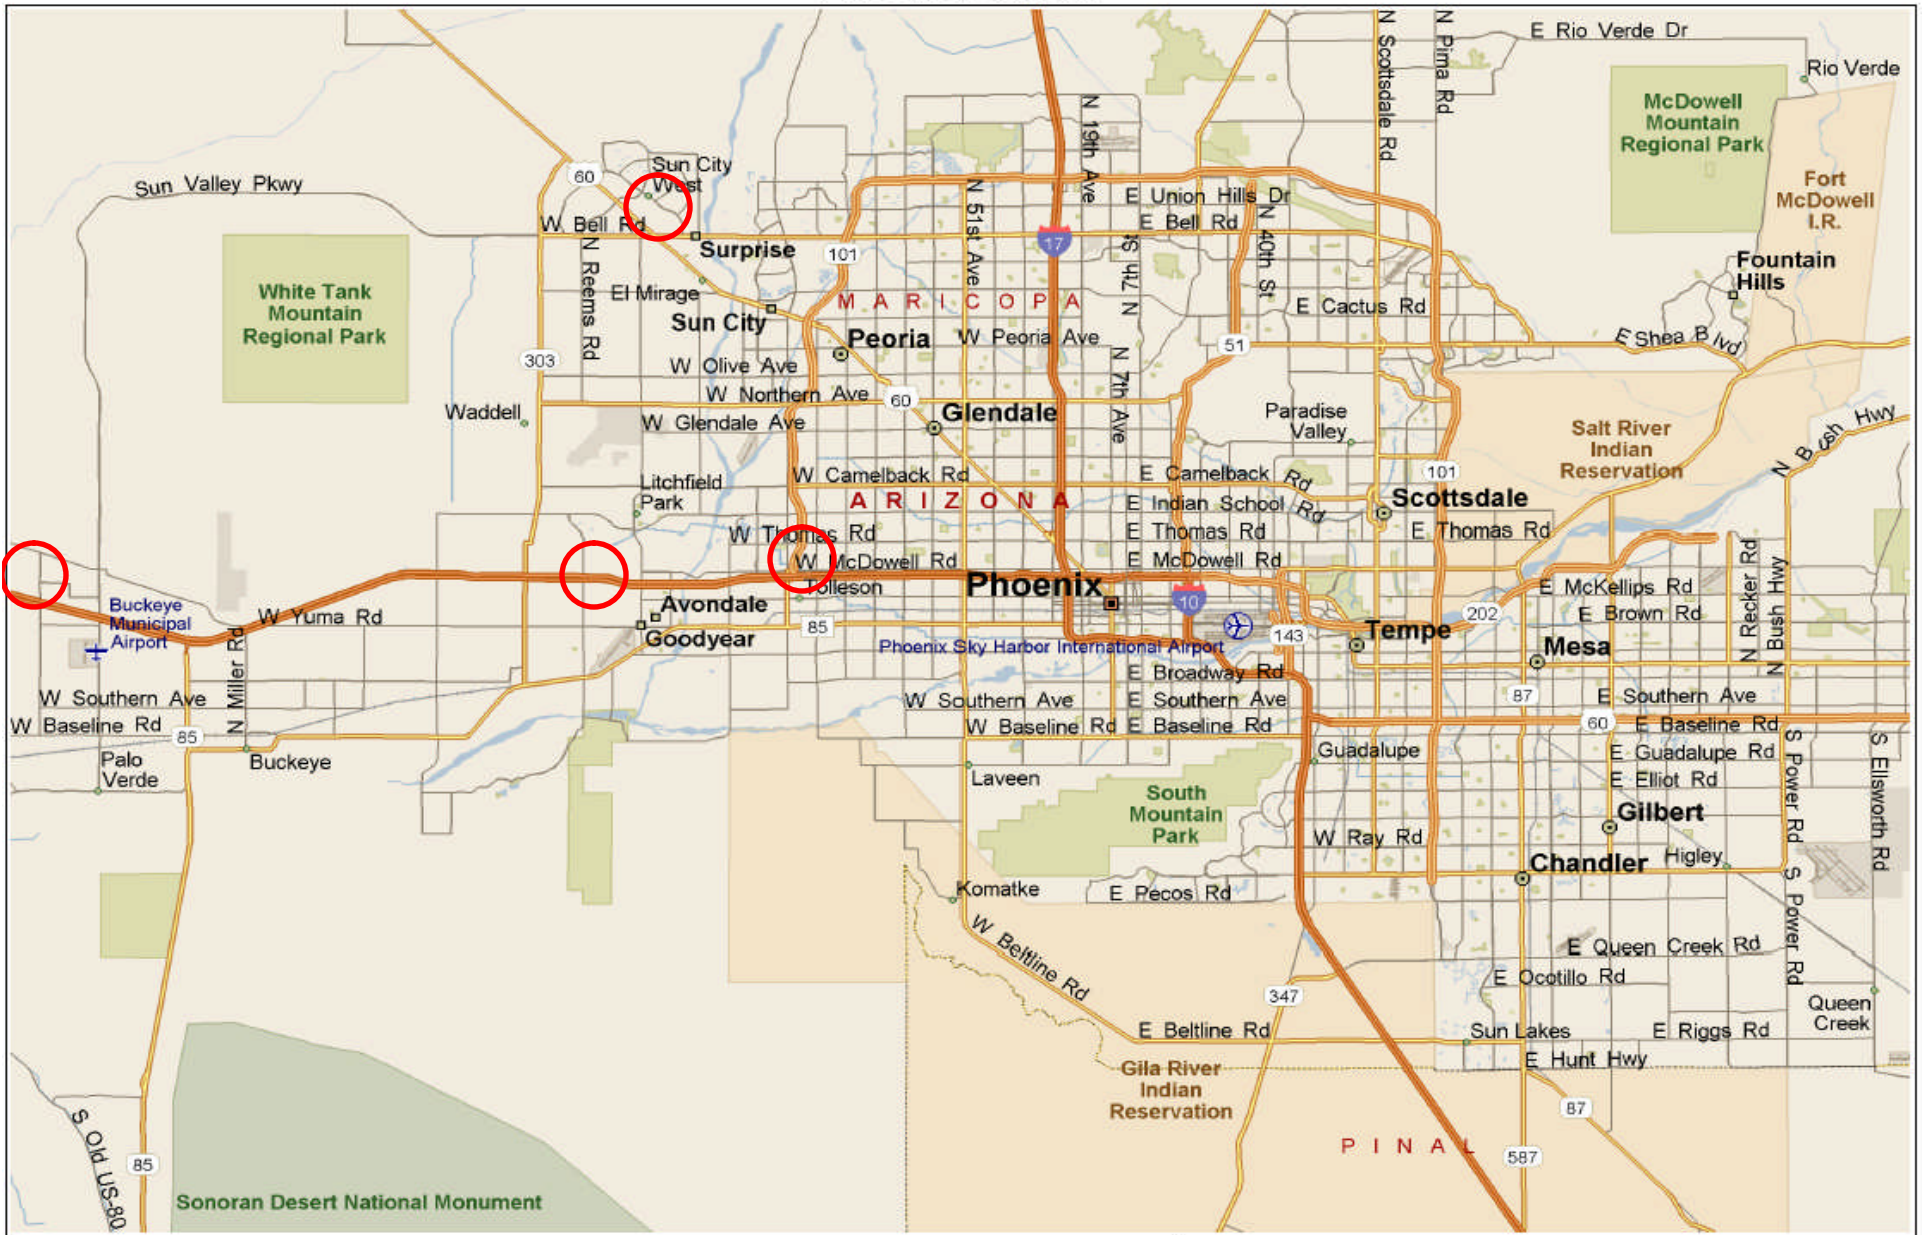 E Rio Verde Dr
N Scottsdale Rd
N Pima Rd
Rio Verde
McDowell
Mountain
Regional Park
N 19th Ave
Sun City
West
60
Sun Valley Pkwy
Fort
McDowell
I.R.
E Union Hills Dr
N 51st Ave
W Bell Rd
E Bell Rd
N 40th St
Surprise
101
17
N 7th St
Fountain
Hills
N Reems Rd
White Tank
Mountain
Regional Park
El Mirage
MARICOPA
E Cactus Rd
Sun City
Peoria
W Peoria Ave
51
E Shea Blvd
303
W Olive Ave
N 7th Ave
W Northern Ave
60
Waddell
W Glendale Ave
Glendale
Paradise
Valley
N Bush Hwy
Salt River
Indian
Reservation
W Camelback Rd
E Camelback Rd
101
Litchfield
Park
ARIZONA
E Indian School Rd
Scottsdale
W Thomas Rd
E Thomas Rd
E Thomas Rd
W McDowell Rd
E McDowell Rd
Tolleson
Phoenix
10
E McKellips Rd
N Recker Rd
N Bush Hwy
Buckeye
Municipal
Airport
W Yuma Rd
Avondale
Goodyear
85
202
E Brown Rd
143
Tempe
Phoenix Sky Harbor International Airport
Mesa
N Miller Rd
E Broadway Rd
W Southern Ave
W Southern Ave
E Southern Ave
87
E Southern Ave
W Baseline Rd
W Baseline Rd
E Baseline Rd
60
E Baseline Rd
85
Palo
Verde
Buckeye
Guadalupe
E Guadalupe Rd
Laveen
E Elliot Rd
S Power Rd
S Ellsworth Rd
South
Mountain
Park
Gilbert
W Ray Rd
Chandler
Higley
Komatke
E Pecos Rd
S Power Rd
W Beltline Rd
E Queen Creek Rd
E Ocotillo Rd
347
Queen
Creek
E Beltline Rd
Sun Lakes
E Riggs Rd
E Hunt Hwy
Gila River
Indian
Reservation
87
S Old US-80
PINAL
85
587
Sonoran Desert National Monument